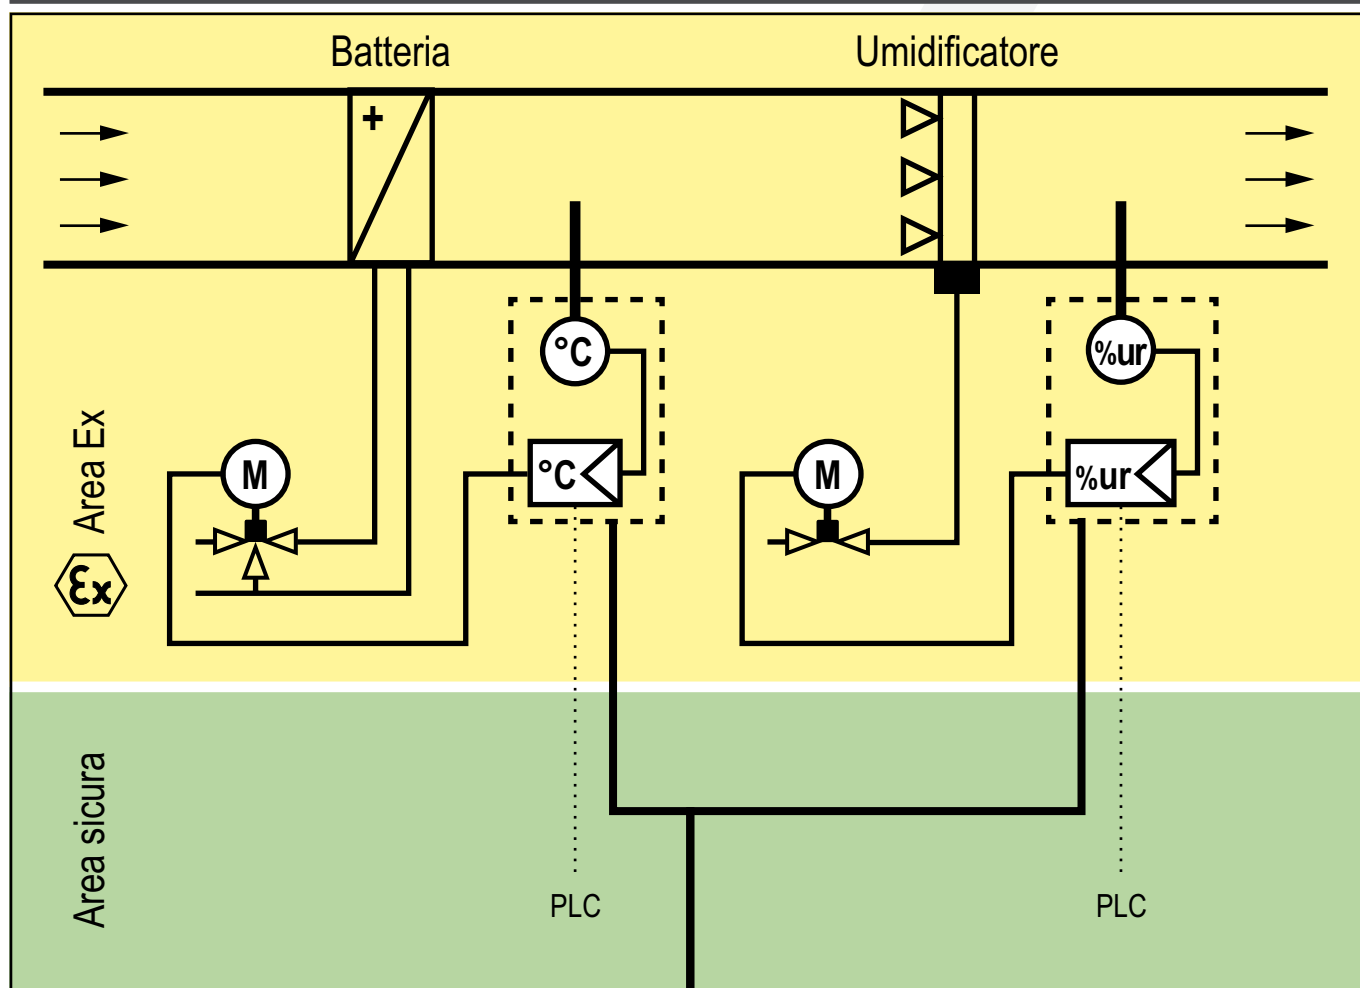 Batteria
Umidificatore
+
°C
%ur
M
°C
M
%ur
Area Ex
Ex
Area sicura
PLC
PLC